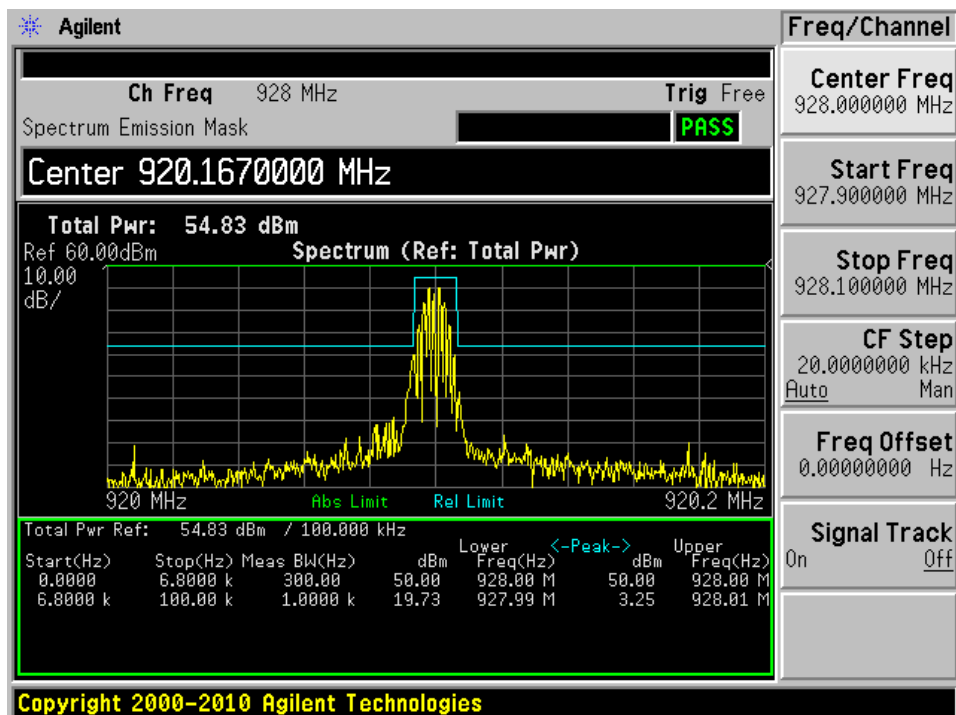 Agilent
Ch Freq 928 MHz
Trig Free
Spectrum Emission Mask
PASS
Center 920.1670000 MHz
Total Pwr: 54.83 dBm
Ref 60.00dBm
Spectrum (Ref: Total Pwr)
10.00
dB/
920 MHz
Abs Limit
Rel Limit
920.2 MHz
Total Pwr Ref: 54.83 dBm / 100.000 kHz
Lower <-Peak-> Upper
Start(Hz) Stop(Hz) Meas BW(Hz) dBm Freq(Hz) dBm Freq(Hz)
0.0000 6.8000 k 300.00 50.00 928.00 M 50.00 928.00 M
6.8000 k 100.00 k 1.0000 k 19.73 927.99 M 3.25 928.01 M
Freq/Channel
Center Freq
928.000000 MHz
Start Freq
927.900000 MHz
Stop Freq
928.100000 MHz
CF Step
20.0000000 kHz
Auto Man
Freq Offset
0.00000000 Hz
Signal Track
On Off
Copyright 2000-2010 Agilent Technologies